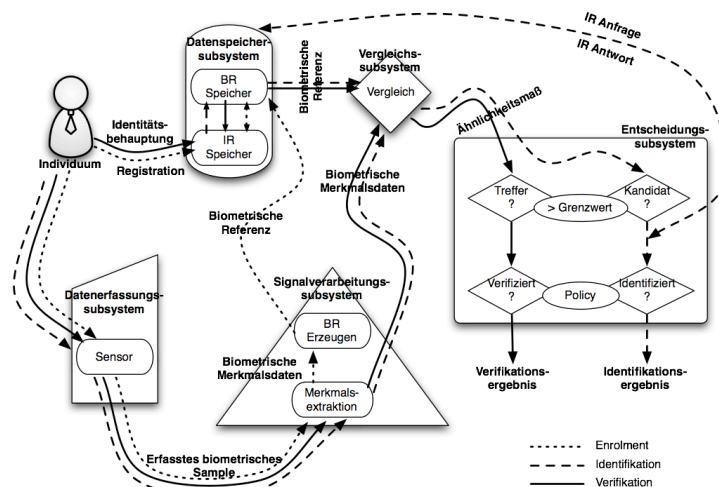 IR Anfrage
IR Antwort
Datenspeicher-
subsystem
BR
Speicher
IR
Speicher
Biometrische
Referenz
Vergleichs-
subsystem
Vergleich
Ähnlichkeitsmaß
Individuum
Identitäts-
behauptung
Registration
Biometrische
Merkmalsdaten
Biometrische
Referenz
Entscheidungs-
subsystem
Treffer
?
> Grenzwert
Kandidat
?
Verifiziert
?
Policy
Identifiziert
?
Verifikations-
ergebnis
Identifikations-
ergebnis
Datenerfassungs-
subsystem
Sensor
Signalverarbeitungs-
subsystem
BR
Erzeugen
Biometrische
Merkmalsdaten
Merkmals-
extraktion
Erfasstes biometrisches
Sample
Enrolment
Identifikation
Verifikation